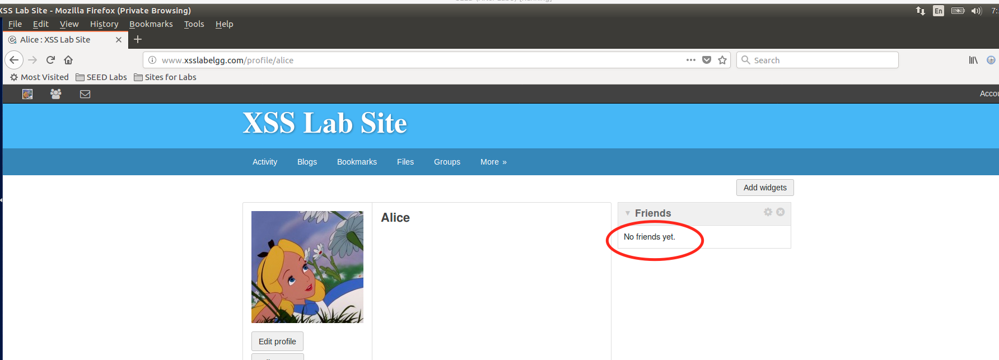 XSS Lab Site - Mozilla Firefox (Private Browsing)
En
File Edit View History Bookmarks Tools Help
Alice : XSS Lab Site
www.xsslabelgg.com/profile/alice
Search
Most Visited SEED Labs Sites for Labs
XSS Lab Site
Activity Blogs Bookmarks Files Groups More »
Add widgets
Alice
Friends
No friends yet.
Edit profile